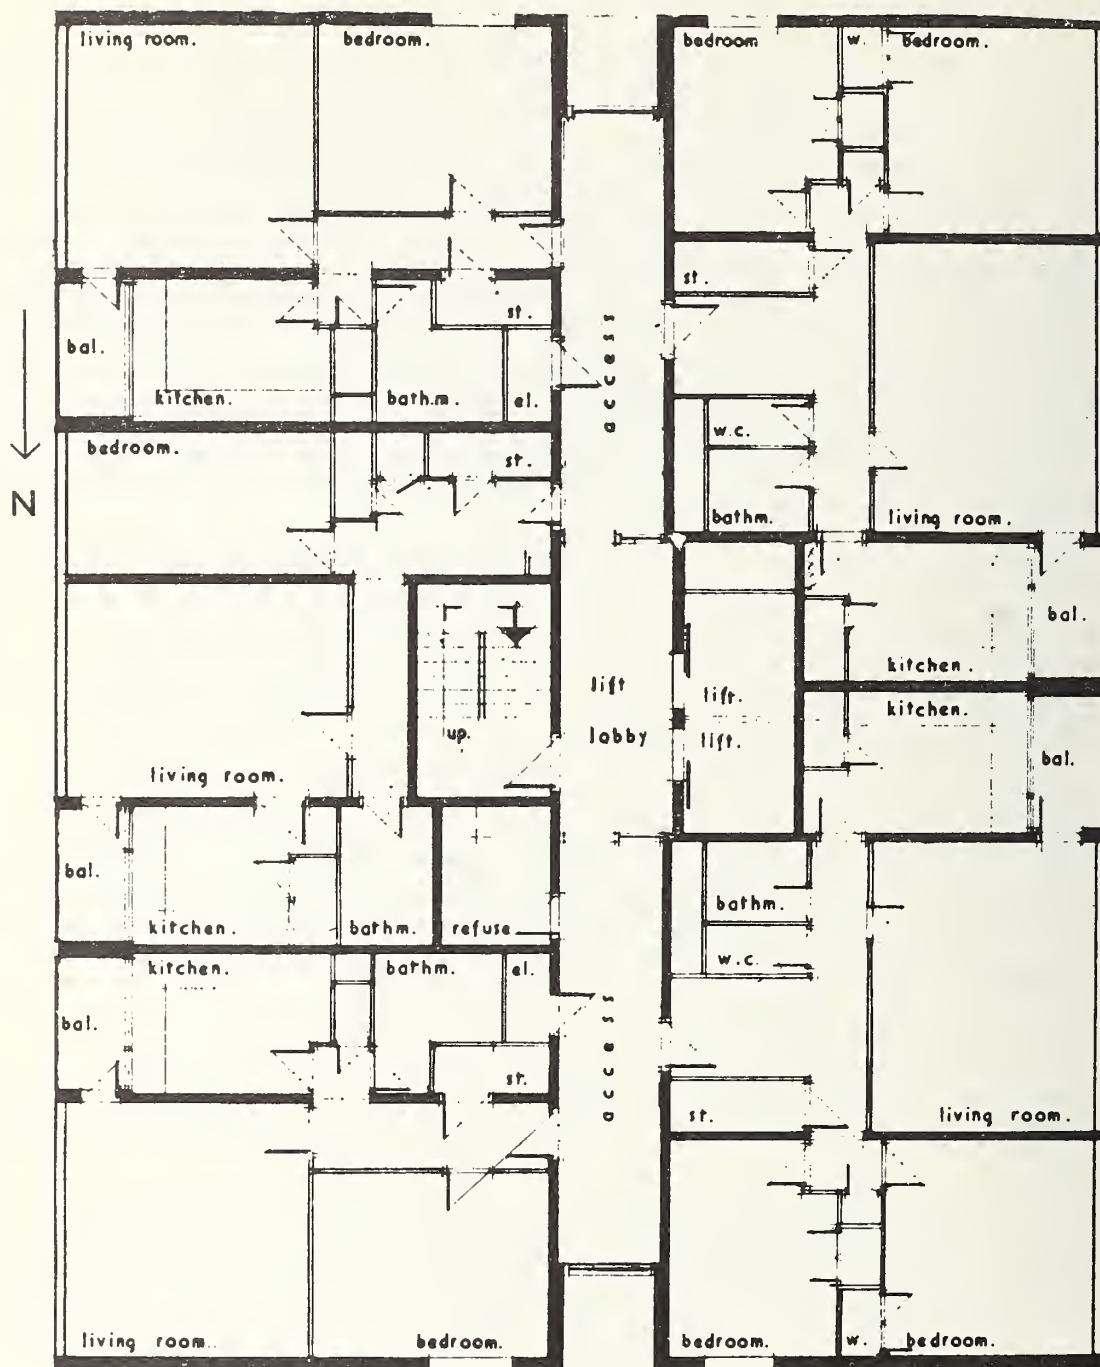 living room.
bedroom.
bedroom
w.
bedroom.
st.
st.
bal.
kitchen.
bathm.
el.
access
w.c.
bedroom.
st.
N
bathm.
living room.
bal.
kitchen.
lift
lobby
lift.
lift.
up.
kitchen.
bal.
living room.
bal.
kitchen.
bathm.
refuse
bathm.
w.c.
kitchen.
bathm.
el.
bal.
access
st.
st.
living room.
living room.
bedroom.
bedroom.
w.
bedroom.